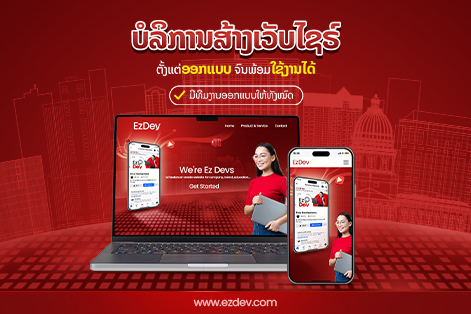 ບໍລິການສ້າງເວັບໄຊຣ໌
ຕັ້ງແຕ່ອອກແບບ ຈົນພ້ອມໃຊ້ງານໄດ້
ມີທີມງານອອກແບບໃຫ້ທັງໝົດ
EzDev
Home Product & Service Contact
We're Ez Devs
Get Started
EzDev
EzDev
www.ezdev.com